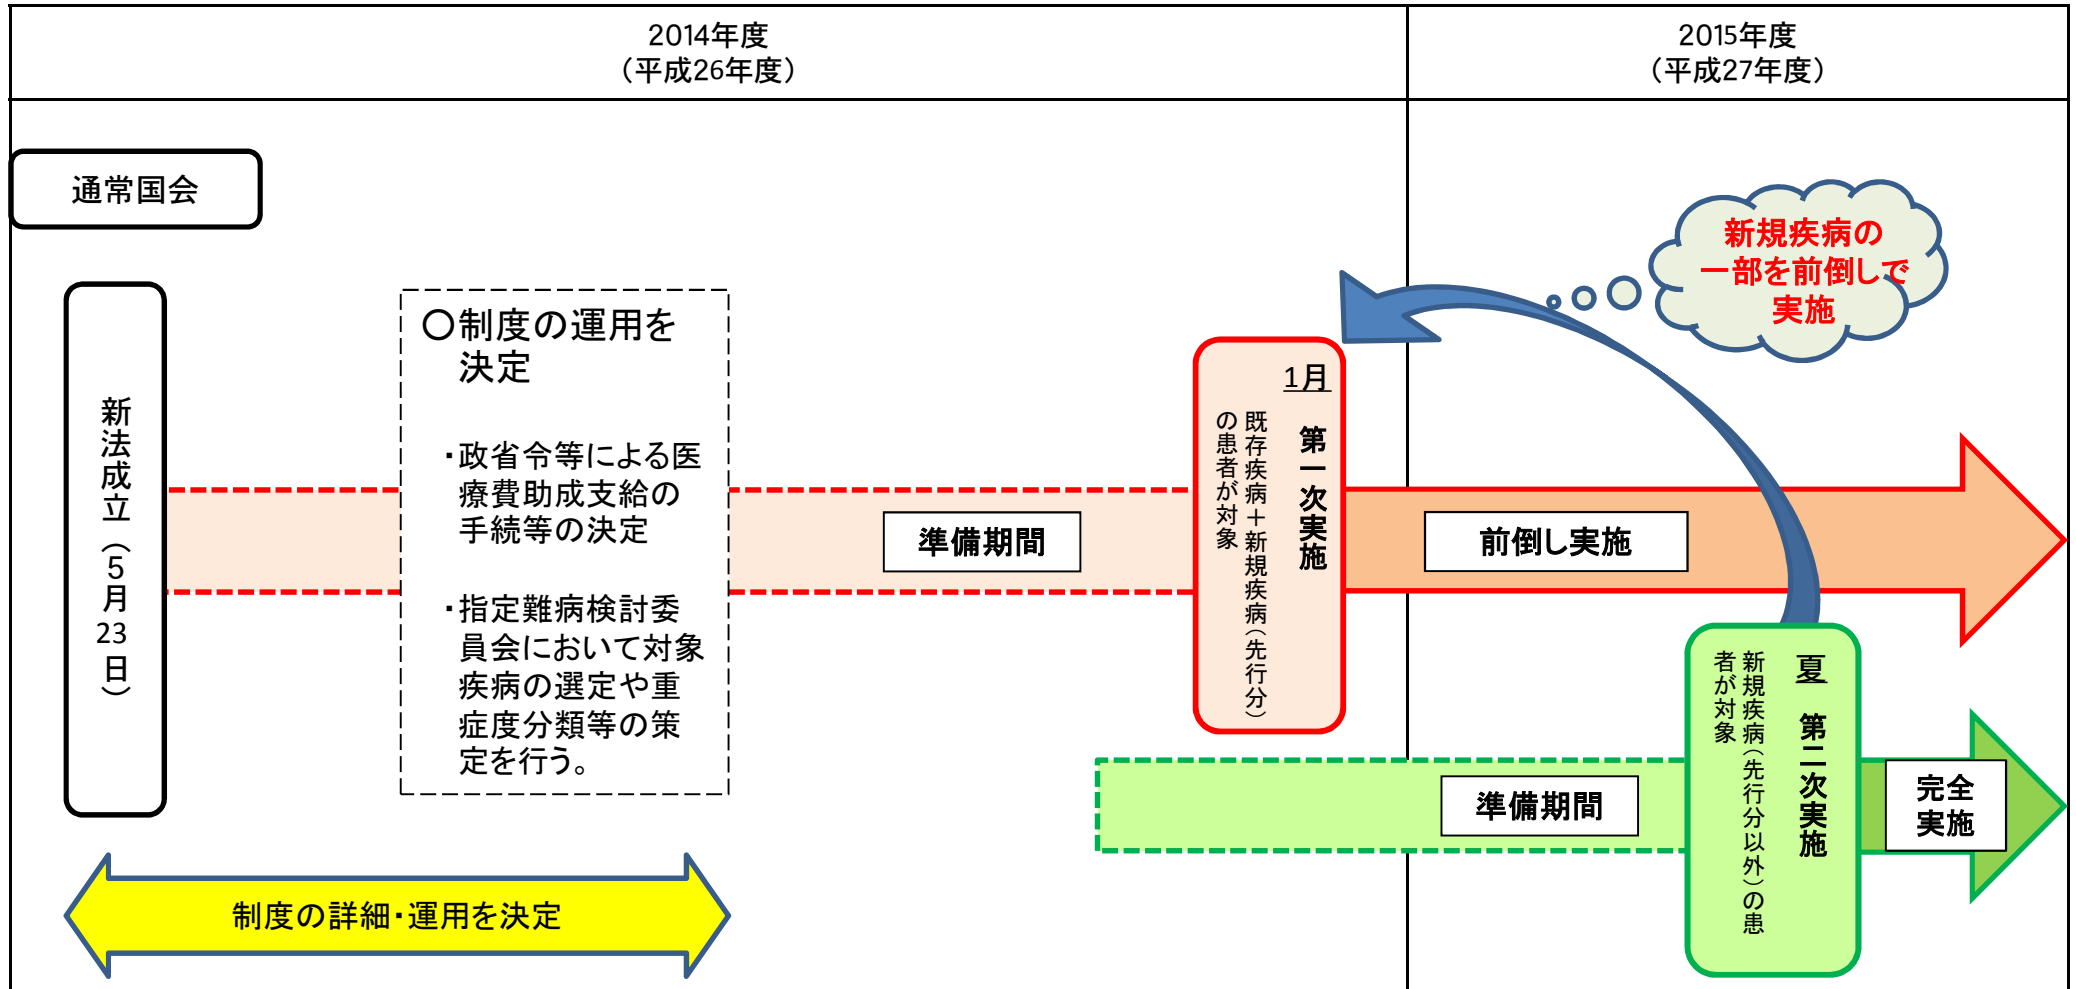 2014年度
（平成26年度）
2015年度
（平成27年度）
通常国会
新法成立（5月23日）
〇制度の運用を
決定
・政省令等による医
療費助成支給の
手続等の決定
・指定難病検討委
員会において対象
疾病の選定や重
症度分類等の策
定を行う。
準備期間
1月　第一次実施
既存疾病＋新規疾病（先行分）
の患者が対象
前倒し実施
新規疾病の
一部を前倒しで
実施
準備期間
夏　第二次実施
新規疾病（先行分以外）の患
者が対象
完全
実施
制度の詳細・運用を決定